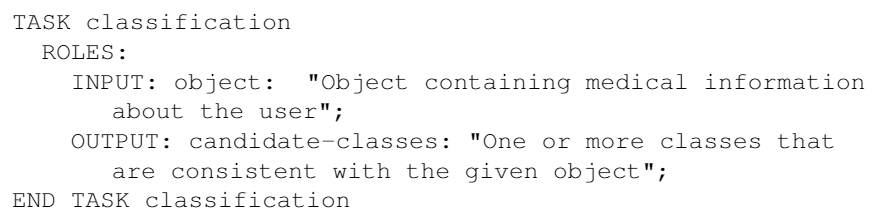 TASK classification
ROLES:
INPUT: object: "Object containing medical information
about the user";
OUTPUT: candidate-classes: "One or more classes that
are consistent with the given object";
END TASK classification